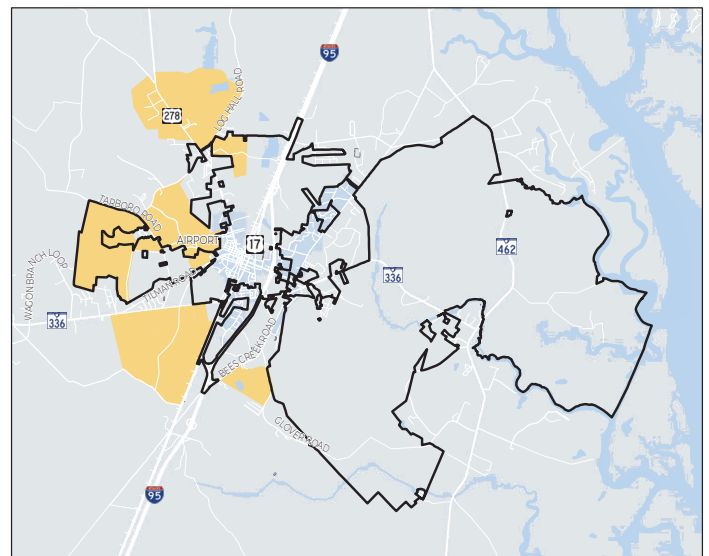 95
LOG HALL ROAD
278
TARBORO ROAD
AIRPORT
17
462
WAGON BRANCH LOOP
TILLMAN ROAD
336
336
BEES CREEK ROAD
GLOVER ROAD
95